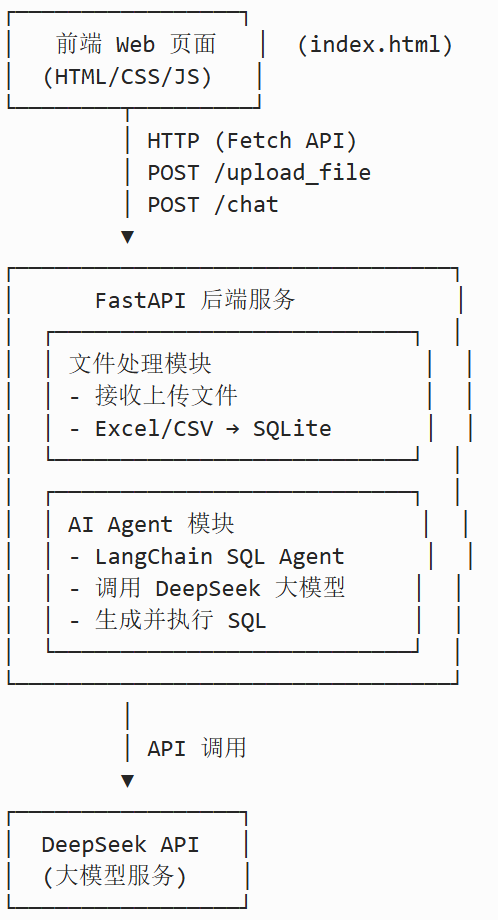 前端 Web 页面 (index.html)
(HTML/CSS/JS)
HTTP (Fetch API)
POST /upload_file
POST /chat
FastAPI 后端服务
文件处理模块
- 接收上传文件
- Excel/CSV → SQLite
AI Agent 模块
- LangChain SQL Agent
- 调用 DeepSeek 大模型
- 生成并执行 SQL
API 调用
DeepSeek API
(大模型服务)